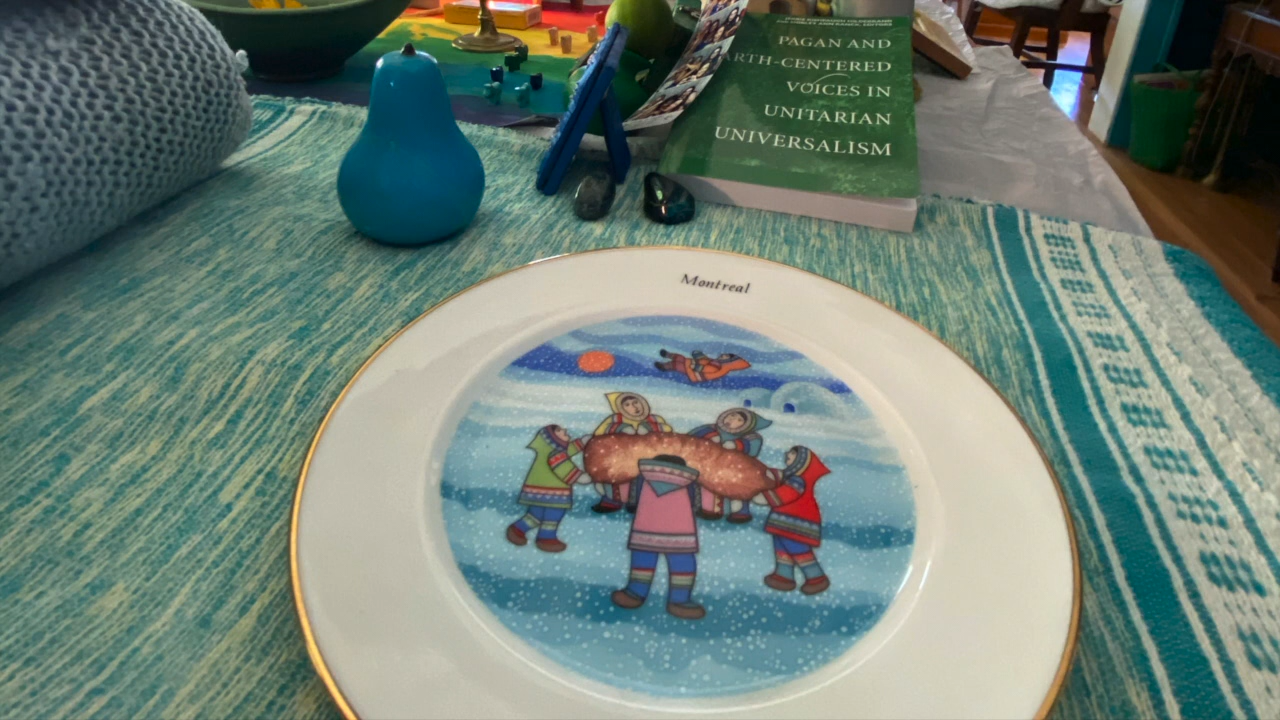 PAGAN AND
EARTH-CENTERED
VOICES IN
UNITARIAN
UNIVERSALISM
Montreal